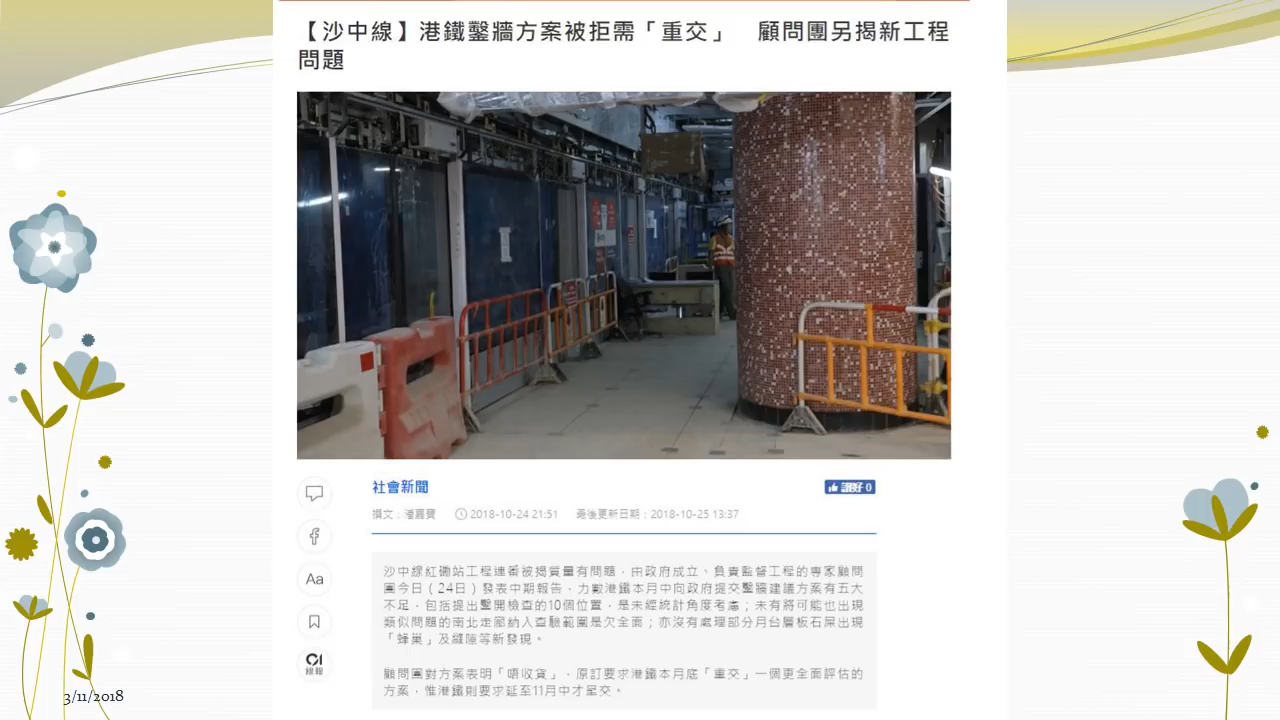 【沙中線】港鐵鑿牆方案被拒需「重交」　顧問團另揭新工程
問題
社會新聞
讚好 0
撰文：潘嘉寶
2018-10-24 21:51
最後更新日期：2018-10-25 13:37
Aa
沙中線紅磡站工程連番被揭質量有問題，由政府成立、負責監督工程的專家顧問
團今日（24日）發表中期報告，力數港鐵本月中向政府提交鑿牆建議方案有五大
不足，包括提出鑿開檢查的10個位置，是未經統計角度考慮；未有將可能也出現
類似問題的南北走廊納入查驗範圍是欠全面；亦沒有處理部分月台層板石屎出現
「蜂巢」及縫隙等新發現。
顧問團對方案表明「唔收貨」，原訂要求港鐵本月底「重交」一個更全面評估的
方案，惟港鐵則要求延至11月中才呈交。
3/11/2018